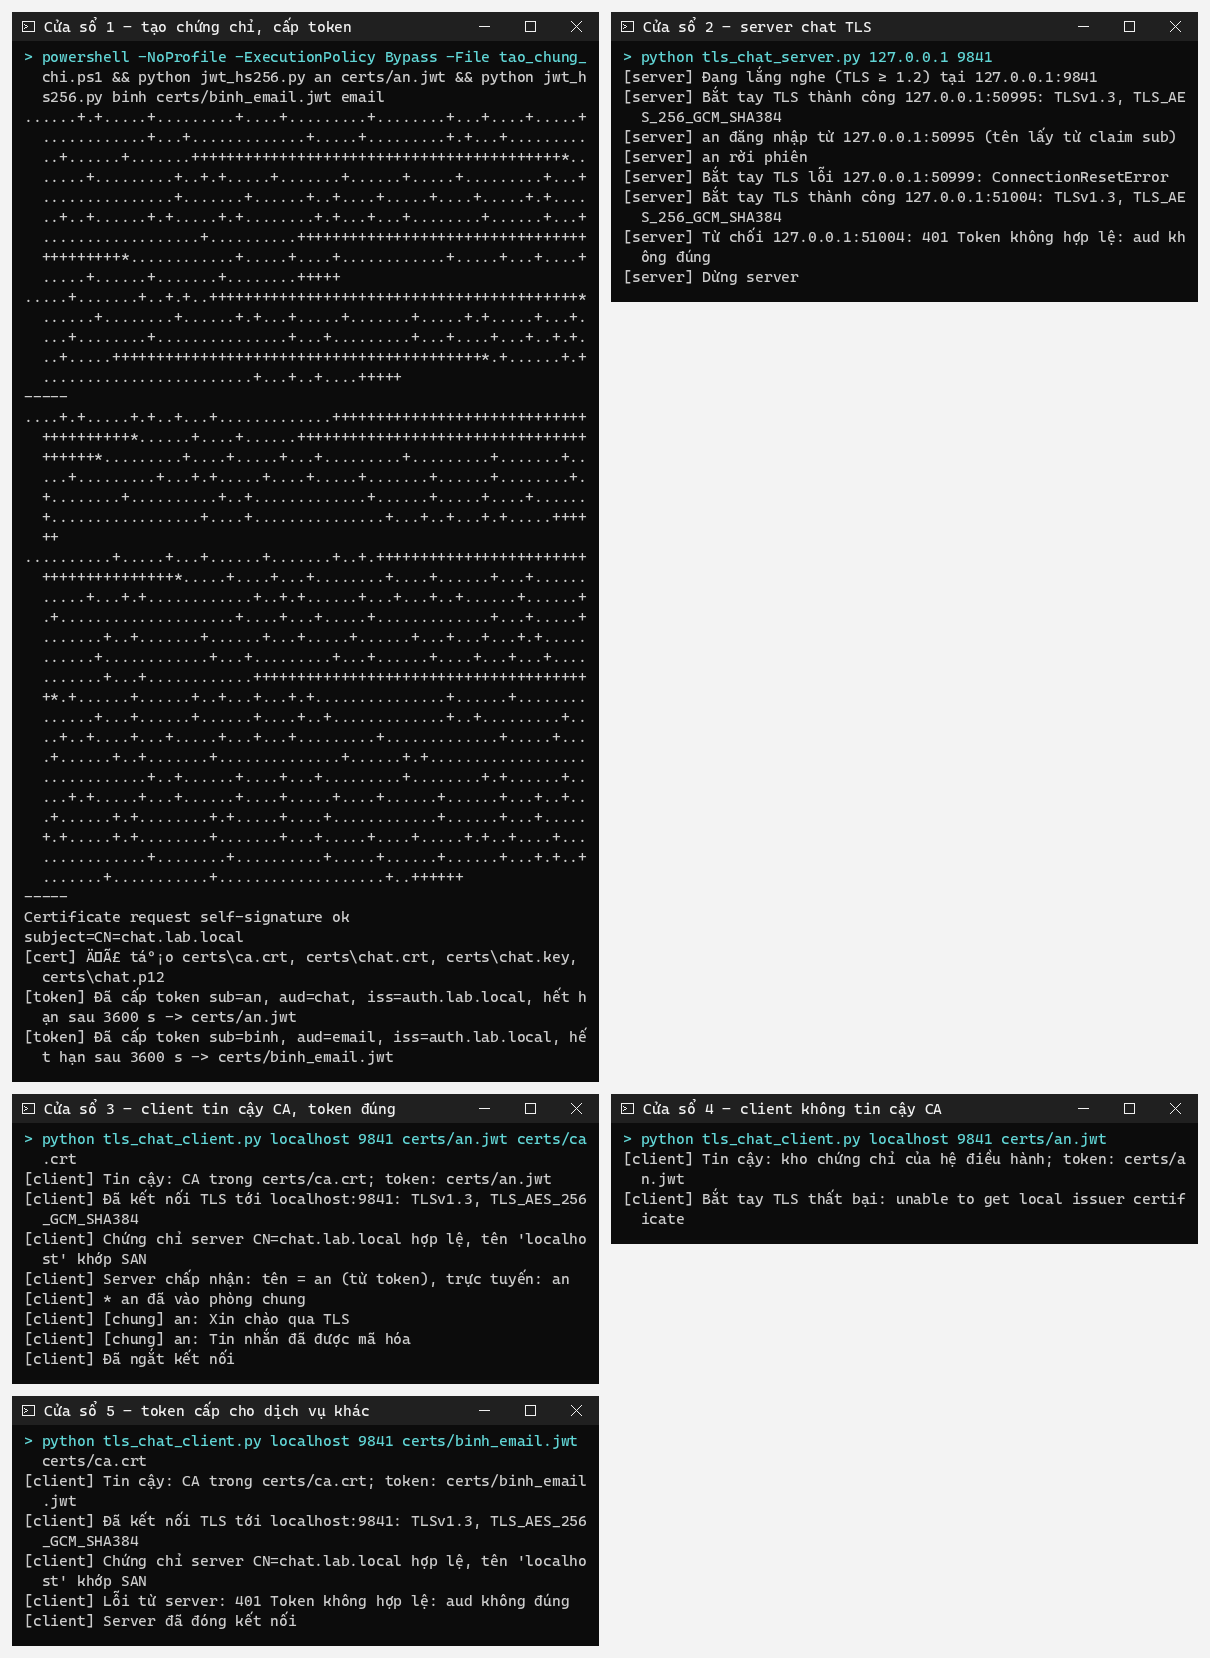 Cửa sổ 1 – tạo chứng chỉ, cấp token
> powershell -NoProfile -ExecutionPolicy Bypass -File tao_chung_
chi.ps1 && python jwt_hs256.py an certs/an.jwt && python jwt_h
s256.py binh certs/binh_email.jwt email
......+.+.....+.........+....+.........+........+...+....+.....+
............+...+.............+.....+.........+.+...+.........
..+......+.......++++++++++++++++++++++++++++++++++++++++++*..
.....+.........+..+.+.....+.......+......+.....+.........+...+
...............+.......+......+..+....+.....+....+.....+.+....
..+..+......+.+.....+.+........+.+...+...+........+......+...+
..................+..........+++++++++++++++++++++++++++++++++
+++++++++*............+.....+....+............+.....+...+....+
.....+......+.......+........+++++
.....+.......+..+.+..++++++++++++++++++++++++++++++++++++++++++*
......+........+......+.+...+.....+.......+.....+.+.....+...+.
...+........+...............+...+.........+...+....+...+..+.+.
..+.....++++++++++++++++++++++++++++++++++++++++++*.+......+.+
........................+...+..+....+++++
-----
....+.+.....+.+..+...+.............+++++++++++++++++++++++++++++
++++++++++*......+....+......+++++++++++++++++++++++++++++++++
++++++*.........+....+.....+...+.........+.........+.......+..
...+.........+...+.+.....+....+.....+.......+......+........+.
+........+..........+..+.............+......+.....+....+......
+.................+....+...............+...+..+...+.+.....++++
++
..........+.....+...+......+.......+..+.++++++++++++++++++++++++
+++++++++++++++*.....+....+...+........+....+......+...+......
.....+...+.+............+..+.+......+...+...+..+......+......+
.+....................+....+...+.....+.............+...+.....+
.......+..+.......+......+...+.....+......+...+...+...+.+.....
......+............+...+.........+...+......+....+...+...+....
.......+...+............++++++++++++++++++++++++++++++++++++++
+*.+......+......+..+...+...+.+...............+......+........
......+...+......+......+....+..+.............+..+.........+..
..+..+....+...+.....+...+...+.........+.............+.....+...
.+......+..+.......+..............+......+.+..................
............+..+......+....+...+.........+........+.+......+..
...+.+.....+...+......+....+.....+....+......+......+...+..+..
.+......+.+........+.+.....+....+............+......+...+.....
+.+.....+.+........+.......+...+.....+....+.....+.+..+....+...
............+........+..........+.....+......+......+...+.+..+
.......+...........+...................+..++++++
-----
Certificate request self-signature ok
subject=CN=chat.lab.local
[cert] Ä□Ã£ táº¡o certs\ca.crt, certs\chat.crt, certs\chat.key,
certs\chat.p12
[token] Đã cấp token sub=an, aud=chat, iss=auth.lab.local, hết h
ạn sau 3600 s -> certs/an.jwt
[token] Đã cấp token sub=binh, aud=email, iss=auth.lab.local, hế
t hạn sau 3600 s -> certs/binh_email.jwt
Cửa sổ 2 – server chat TLS
> python tls_chat_server.py 127.0.0.1 9841
[server] Đang lắng nghe (TLS ≥ 1.2) tại 127.0.0.1:9841
[server] Bắt tay TLS thành công 127.0.0.1:50995: TLSv1.3, TLS_AE
S_256_GCM_SHA384
[server] an đăng nhập từ 127.0.0.1:50995 (tên lấy từ claim sub)
[server] an rời phiên
[server] Bắt tay TLS lỗi 127.0.0.1:50999: ConnectionResetError
[server] Bắt tay TLS thành công 127.0.0.1:51004: TLSv1.3, TLS_AE
S_256_GCM_SHA384
[server] Từ chối 127.0.0.1:51004: 401 Token không hợp lệ: aud kh
ông đúng
[server] Dừng server
Cửa sổ 3 – client tin cậy CA, token đúng
> python tls_chat_client.py localhost 9841 certs/an.jwt certs/ca
.crt
[client] Tin cậy: CA trong certs/ca.crt; token: certs/an.jwt
[client] Đã kết nối TLS tới localhost:9841: TLSv1.3, TLS_AES_256
_GCM_SHA384
[client] Chứng chỉ server CN=chat.lab.local hợp lệ, tên 'localho
st' khớp SAN
[client] Server chấp nhận: tên = an (từ token), trực tuyến: an
[client] * an đã vào phòng chung
[client] [chung] an: Xin chào qua TLS
[client] [chung] an: Tin nhắn đã được mã hóa
[client] Đã ngắt kết nối
Cửa sổ 4 – client không tin cậy CA
> python tls_chat_client.py localhost 9841 certs/an.jwt
[client] Tin cậy: kho chứng chỉ của hệ điều hành; token: certs/a
n.jwt
[client] Bắt tay TLS thất bại: unable to get local issuer certif
icate
Cửa sổ 5 – token cấp cho dịch vụ khác
> python tls_chat_client.py localhost 9841 certs/binh_email.jwt
certs/ca.crt
[client] Tin cậy: CA trong certs/ca.crt; token: certs/binh_email
.jwt
[client] Đã kết nối TLS tới localhost:9841: TLSv1.3, TLS_AES_256
_GCM_SHA384
[client] Chứng chỉ server CN=chat.lab.local hợp lệ, tên 'localho
st' khớp SAN
[client] Lỗi từ server: 401 Token không hợp lệ: aud không đúng
[client] Server đã đóng kết nối